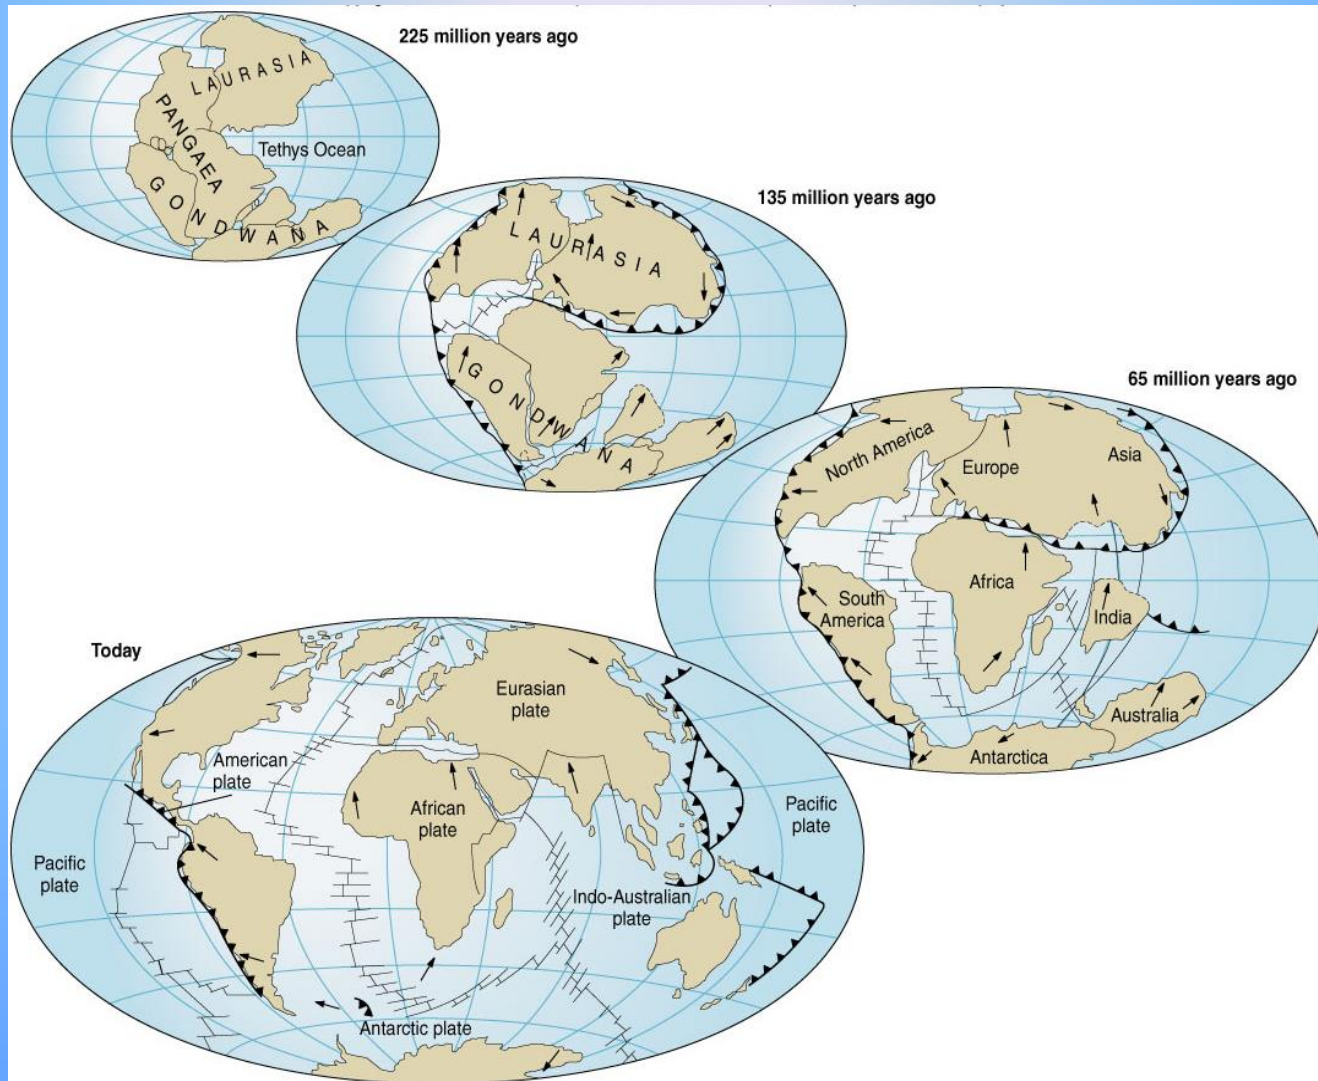 225 million years ago
LAURASIA
PANGAEA
Tethys Ocean
GONDWANA
135 million years ago
LAURASIA
GONDWANA
65 million years ago
North America
Europe
Asia
Africa
South
America
India
Australia
Antarctica
Today
Eurasian
plate
American
plate
African
plate
Pacific
plate
Pacific
plate
Indo-Australian
plate
Antarctic plate